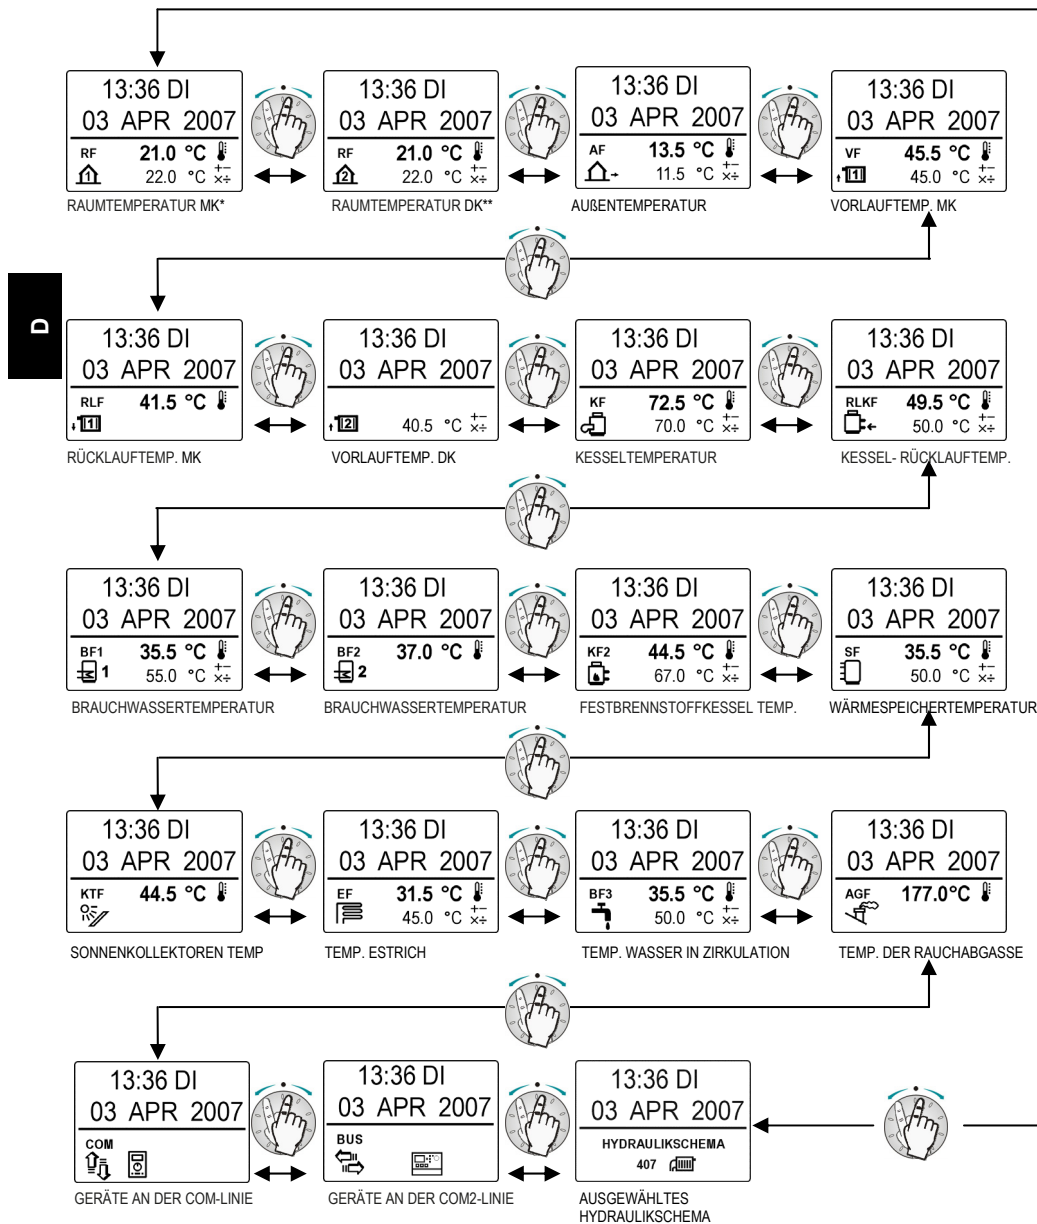 13:36 DI
03 APR 2007
RF 21.0 °C
1 22.0 °C +− ×÷
RAUMTEMPERATUR MK*
13:36 DI
03 APR 2007
RF 21.0 °C
2 22.0 °C +− ×÷
RAUMTEMPERATUR DK**
13:36 DI
03 APR 2007
AF 13.5 °C
11.5 °C +− ×÷
AUßENTEMPERATUR
13:36 DI
03 APR 2007
VF 45.5 °C
1 45.0 °C +− ×÷
VORLAUFTEMP. MK
D
13:36 DI
03 APR 2007
RLF 41.5 °C
1
RÜCKLAUFTEMP. MK
13:36 DI
03 APR 2007
2 40.5 °C +− ×÷
VORLAUFTEMP. DK
13:36 DI
03 APR 2007
KF 72.5 °C
70.0 °C +− ×÷
KESSELTEMPERATUR
13:36 DI
03 APR 2007
RLKF 49.5 °C
50.0 °C +− ×÷
KESSEL- RÜCKLAUFTEMP.
13:36 DI
03 APR 2007
BF1 35.5 °C
1 55.0 °C +− ×÷
BRAUCHWASSERTEMPERATUR
13:36 DI
03 APR 2007
BF2 37.0 °C
2
BRAUCHWASSERTEMPERATUR
13:36 DI
03 APR 2007
KF2 44.5 °C
67.0 °C +− ×÷
FESTBRENNSTOFFKESSEL TEMP.
13:36 DI
03 APR 2007
SF 35.5 °C
50.0 °C +− ×÷
WÄRMESPEICHERTEMPERATUR
13:36 DI
03 APR 2007
KTF 44.5 °C
SONNENKOLLEKTOREN TEMP
13:36 DI
03 APR 2007
EF 31.5 °C
45.0 °C +− ×÷
TEMP. ESTRICH
13:36 DI
03 APR 2007
BF3 35.5 °C
50.0 °C +− ×÷
TEMP. WASSER IN ZIRKULATION
13:36 DI
03 APR 2007
AGF 177.0°C
TEMP. DER RAUCHABGASSE
13:36 DI
03 APR 2007
COM
GERÄTE AN DER COM-LINIE
13:36 DI
03 APR 2007
BUS
GERÄTE AN DER COM2-LINIE
13:36 DI
03 APR 2007
HYDRAULIKSCHEMA
407
AUSGEWÄHLTES
HYDRAULIKSCHEMA